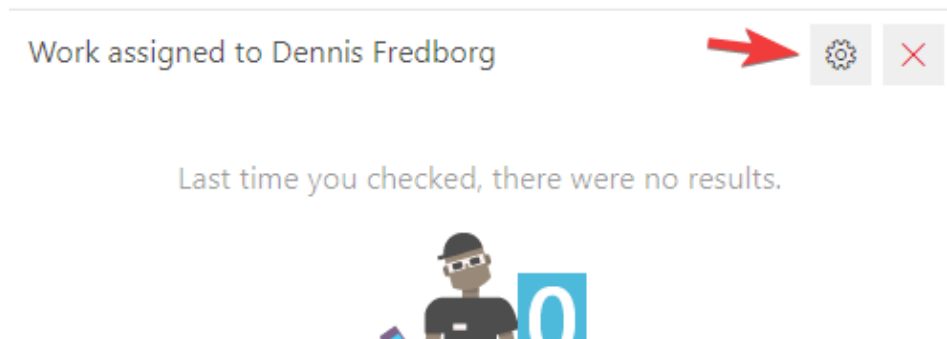 Work assigned to Dennis Fredborg
Last time you checked, there were no results.
0